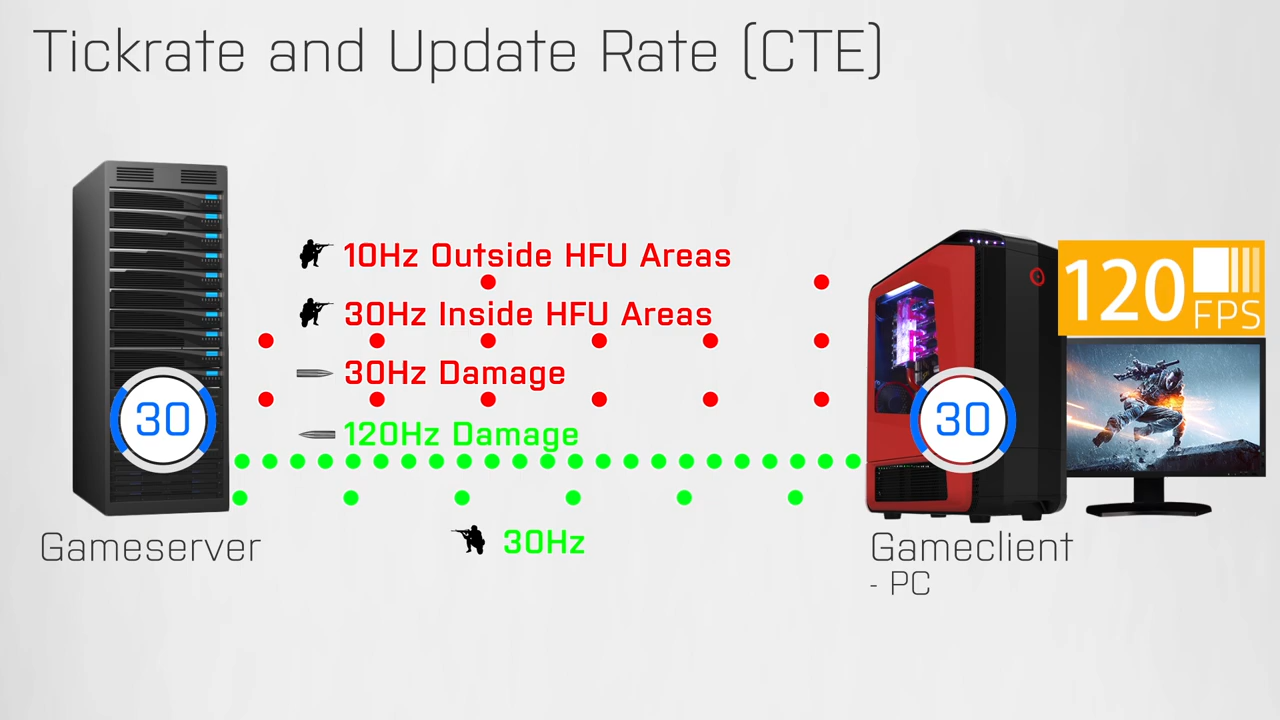 Tickrate and Update Rate (CTE)
10Hz Outside HFU Areas
30Hz Inside HFU Areas
30Hz Damage
120Hz Damage
30Hz
30
30
120
FPS
Gameserver
Gameclient
- PC